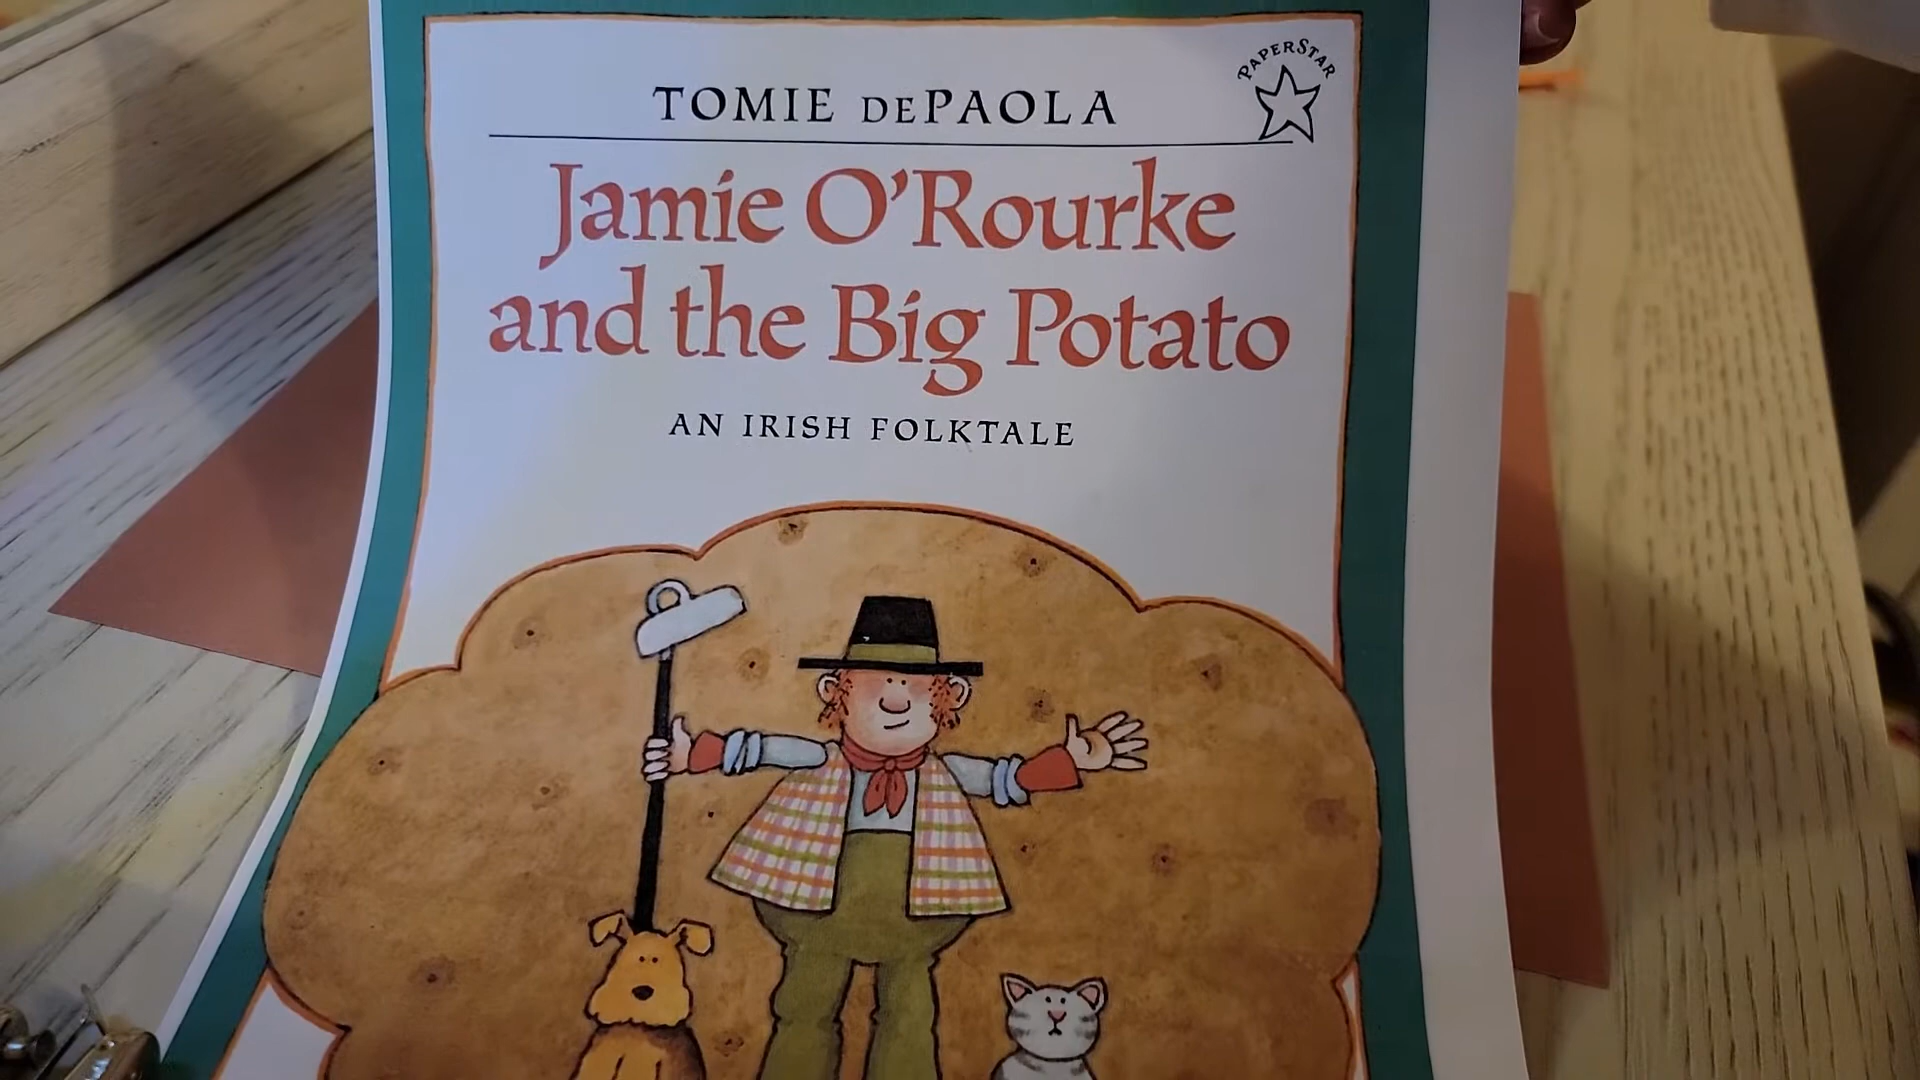 TOMIE DEPAOLA
PAPERSTAR
Jamie O'Rourke
and the Big Potato
AN IRISH FOLKTALE